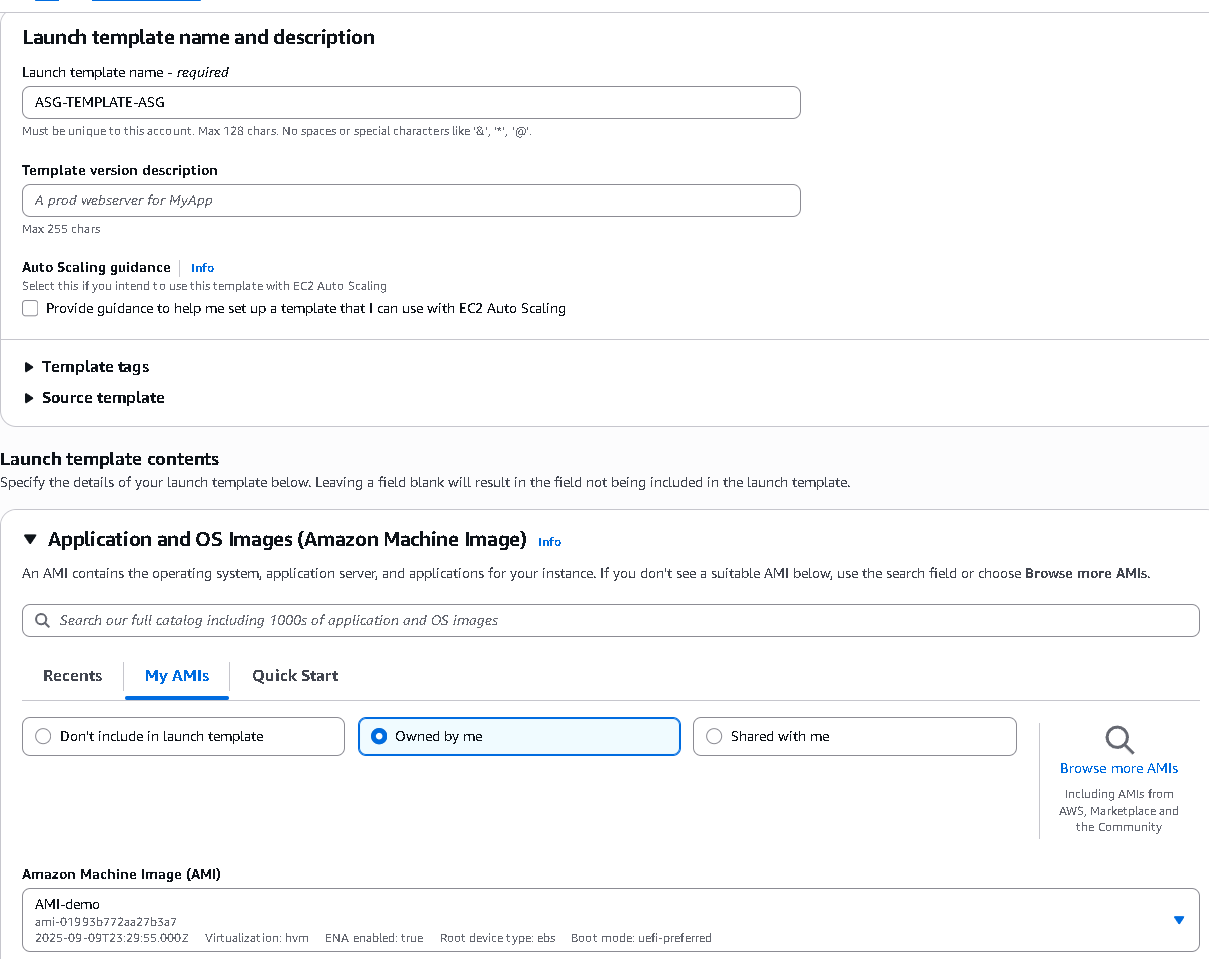 Launch template name and description
Launch template name - required
ASG-TEMPLATE-ASG
Must be unique to this account. Max 128 chars. No spaces or special characters like '&', '*', '@'.
Template version description
A prod webserver for MyApp
Max 255 chars
Auto Scaling guidance Info
Select this if you intend to use this template with EC2 Auto Scaling
Provide guidance to help me set up a template that I can use with EC2 Auto Scaling
Template tags
Source template
Launch template contents
Specify the details of your launch template below. Leaving a field blank will result in the field not being included in the launch template.
Application and OS Images (Amazon Machine Image) Info
An AMI contains the operating system, application server, and applications for your instance. If you don't see a suitable AMI below, use the search field or choose Browse more AMIs.
Search our full catalog including 1000s of application and OS images
Recents My AMIs Quick Start
Don't include in launch template Owned by me Shared with me
Browse more AMIs
Including AMIs from
AWS, Marketplace and
the Community
Amazon Machine Image (AMI)
AMI-demo
ami-01993b772aa27b3a7
2025-09-09T23:29:55.000Z Virtualization: hvm ENA enabled: true Root device type: ebs Boot mode: uefi-preferred